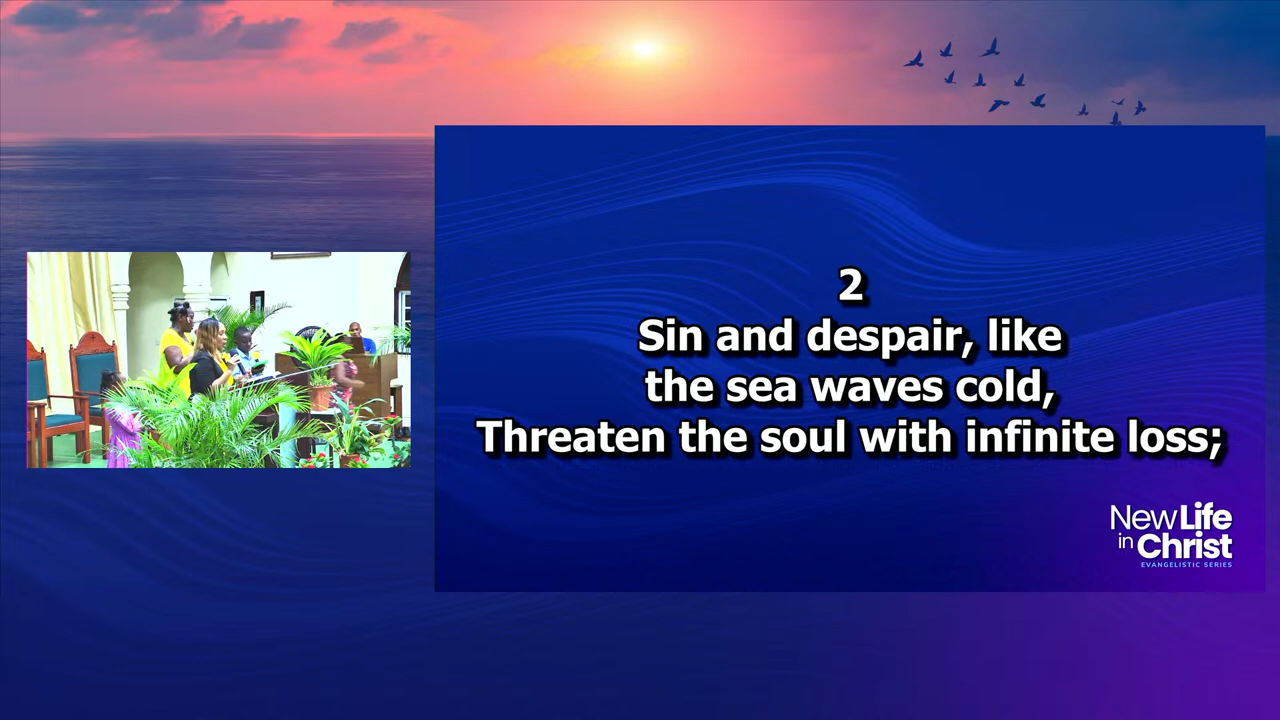 2
Sin and despair, like
the sea waves cold,
Threaten the soul with infinite loss;
New Life
in Christ
EVANGELISTIC SERIES